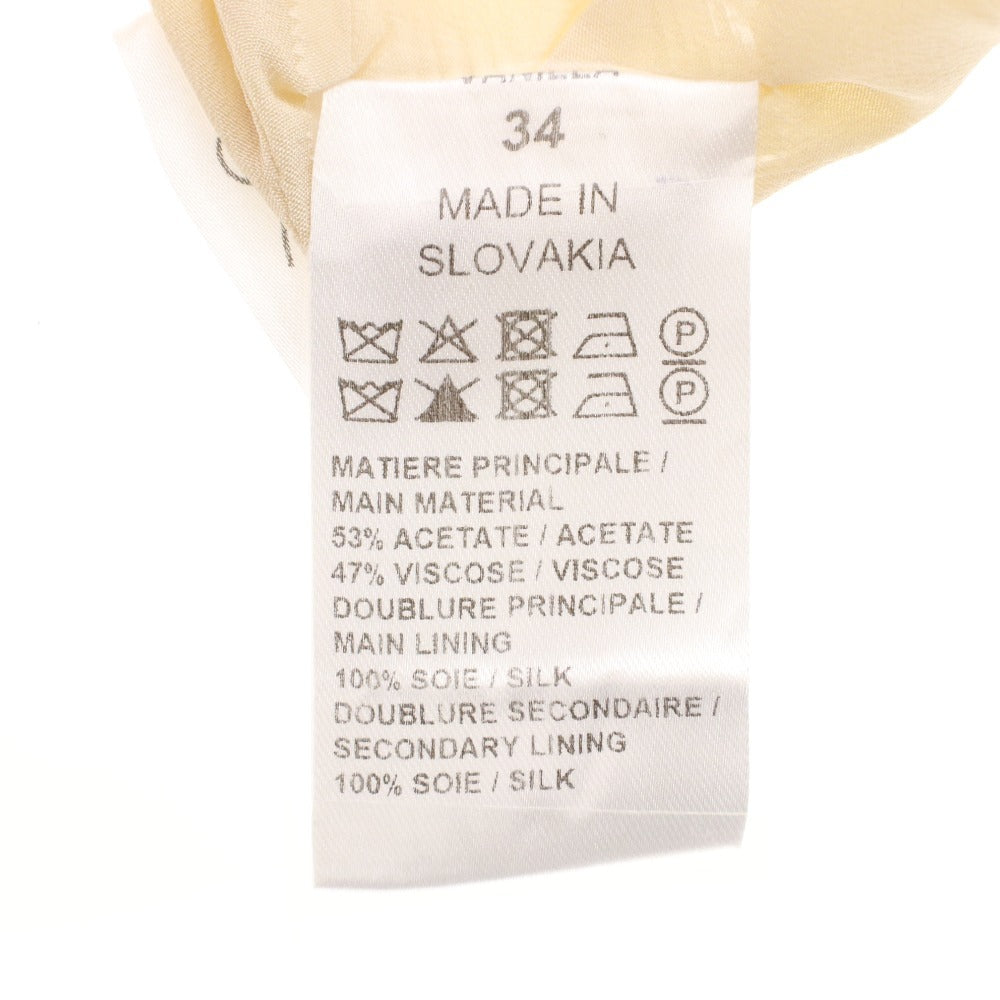 34
MADE IN
SLOVAKIA
P
P
MATIERE PRINCIPALE /
MAIN MATERIAL
53% ACETATE / ACETATE
47% VISCOSE / VISCOSE
DOUBLURE PRINCIPALE /
MAIN LINING
100% SOIE / SILK
DOUBLURE SECONDAIRE /
SECONDARY LINING
100% SOIE / SILK